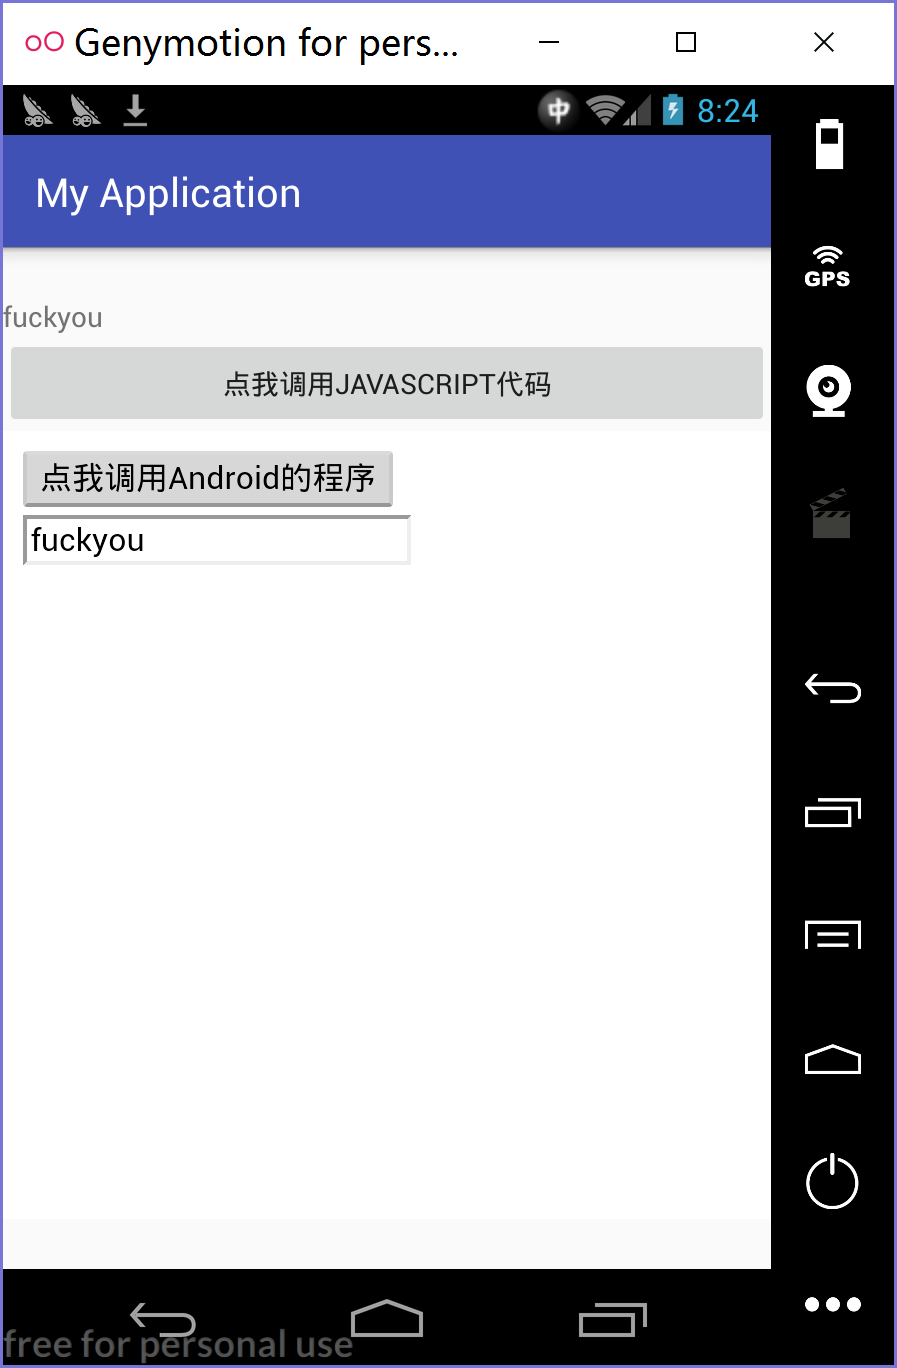 Genymotion for pers...
中 8:24
My Application
GPS
fuckyou
点我调用JAVASCRIPT代码
点我调用Android的程序
fuckyou
free for personal use